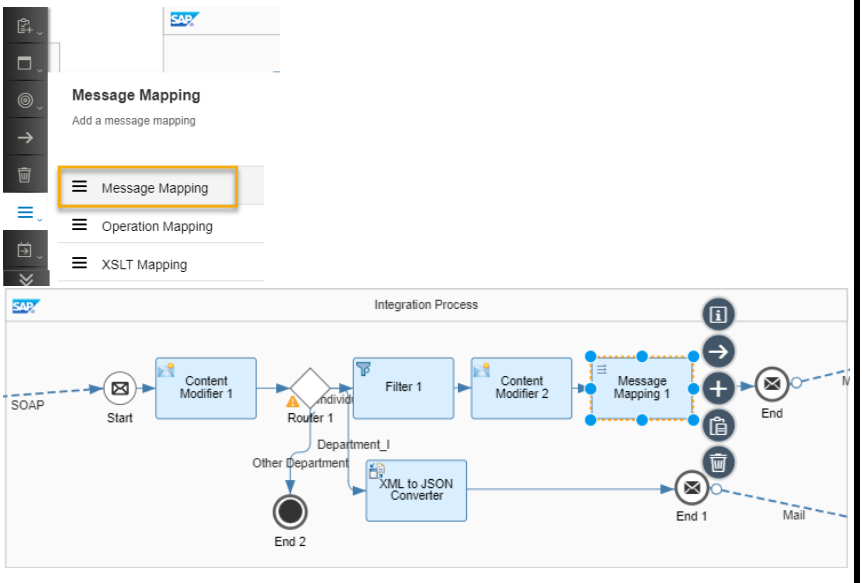 SAP
Message Mapping
Add a message mapping
Message Mapping
Operation Mapping
XSLT Mapping
SAP
Integration Process
SOAP
Start
Content
Modifier 1
Router 1
Individu
Filter 1
Content
Modifier 2
Message
Mapping 1
End
M
Department_I
Other Department
XML to JSON
Converter
End 2
End 1
Mail